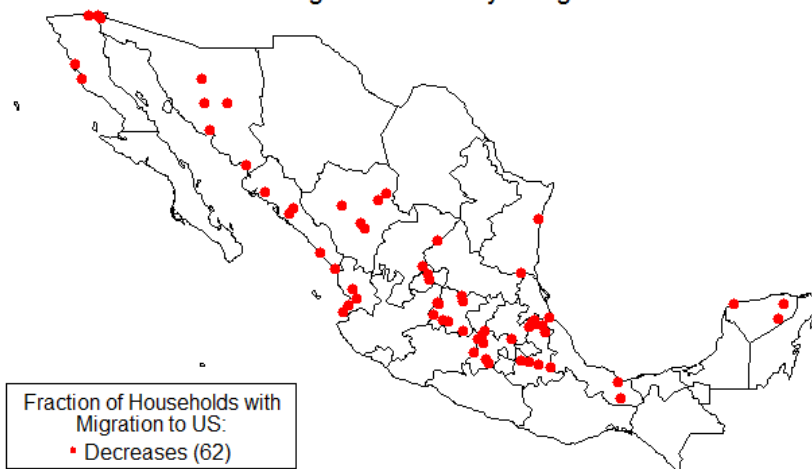 Fraction of Households with
Migration to US:
Decreases (62)